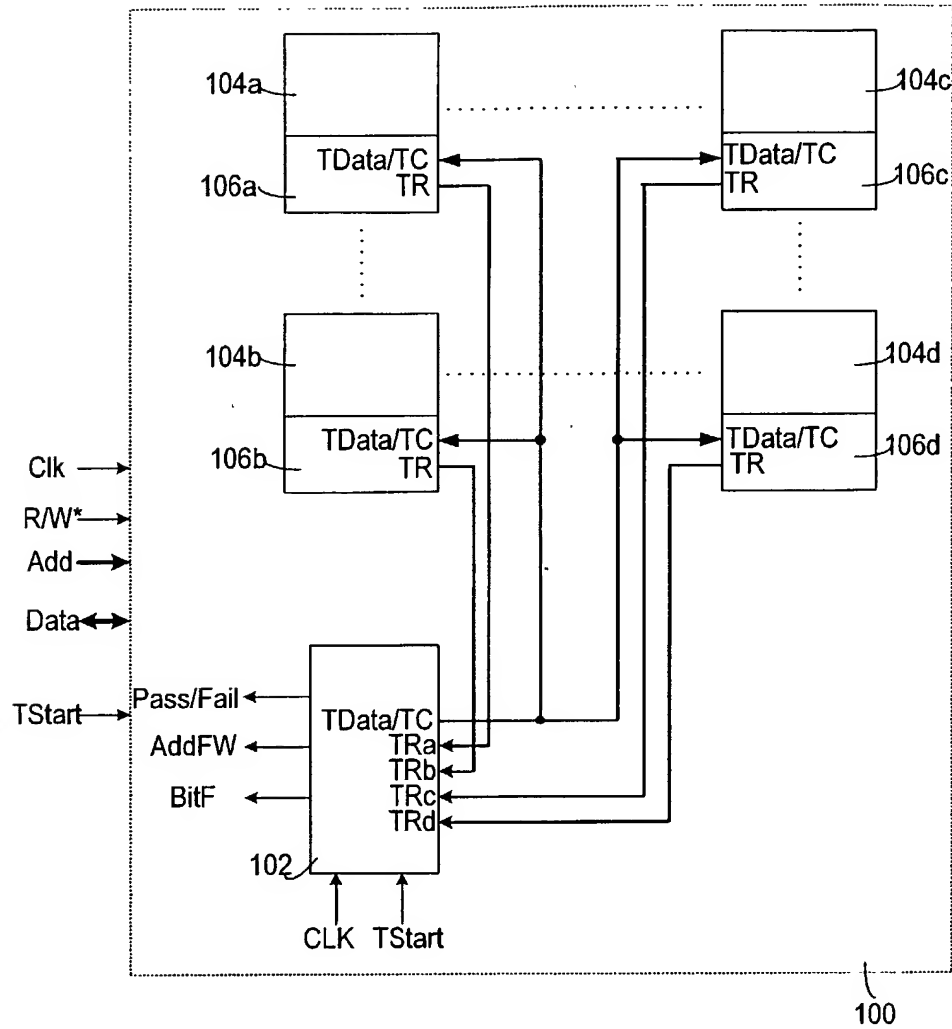 104a
TData/TC
TR
106a
104c
TData/TC
TR
106c
104b
TData/TC
TR
106b
104d
TData/TC
TR
106d
Clk
R/W*
Add
Data
TStart
Pass/Fail
AddFW
BitF
TData/TC
TRa
TRb
TRc
TRd
102
CLK TStart
100